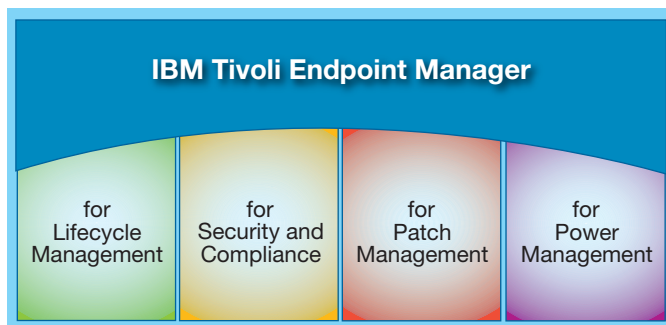 IBM Tivoli Endpoint Manager
for
Lifecycle
Management
for
Security and
Compliance
for
Patch
Management
for
Power
Management